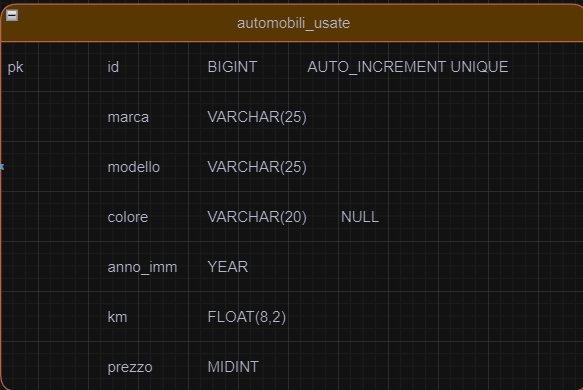 automobili_usate
pk id BIGINT AUTO_INCREMENT UNIQUE
marca VARCHAR(25)
modello VARCHAR(25)
colore VARCHAR(20) NULL
anno_imm YEAR
km FLOAT(8,2)
prezzo MIDINT